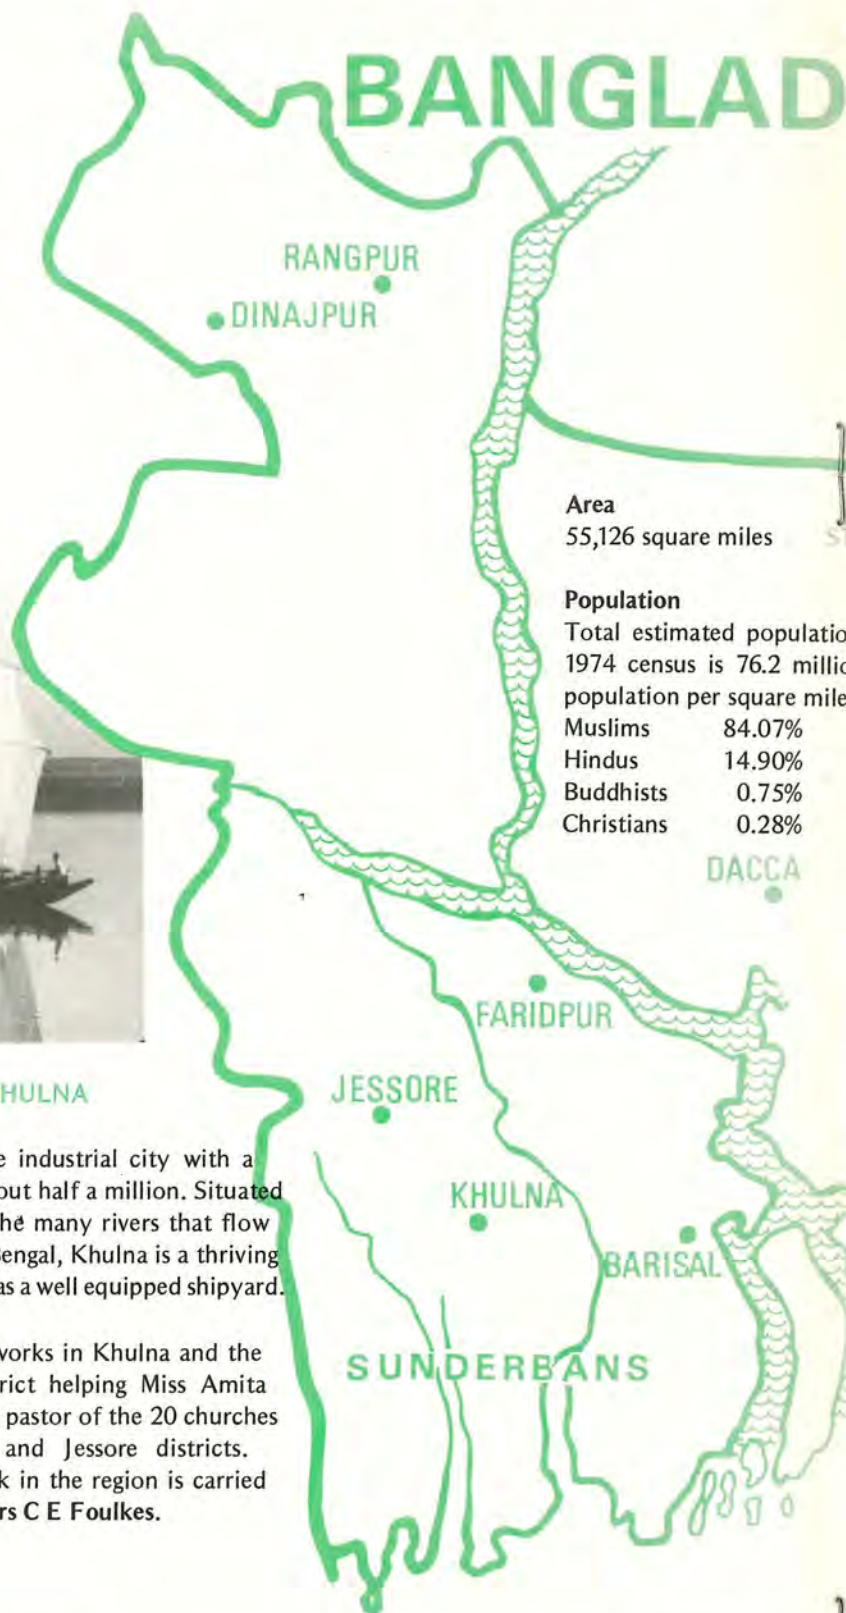 BANGLAD
RANGPUR
DINAJPUR
Area
55,126 square miles
Population
Total estimated populatio
1974 census is 76.2 millio
population per square mile
Muslims 84.07%
Hindus 14.90%
Buddhists 0.75%
Christians 0.28%
DACCA
FARIDPUR
JESSORE
KHULNA
BARISAL
SUNDERBANS
HULNA
e industrial city with a
out half a million. Situated
he many rivers that flow
Bengal, Khulna is a thriving
as a well equipped shipyard.
works in Khulna and the
rict helping Miss Amita
pastor of the 20 churches
and Jessore districts.
k in the region is carried
rs C E Foulkes.